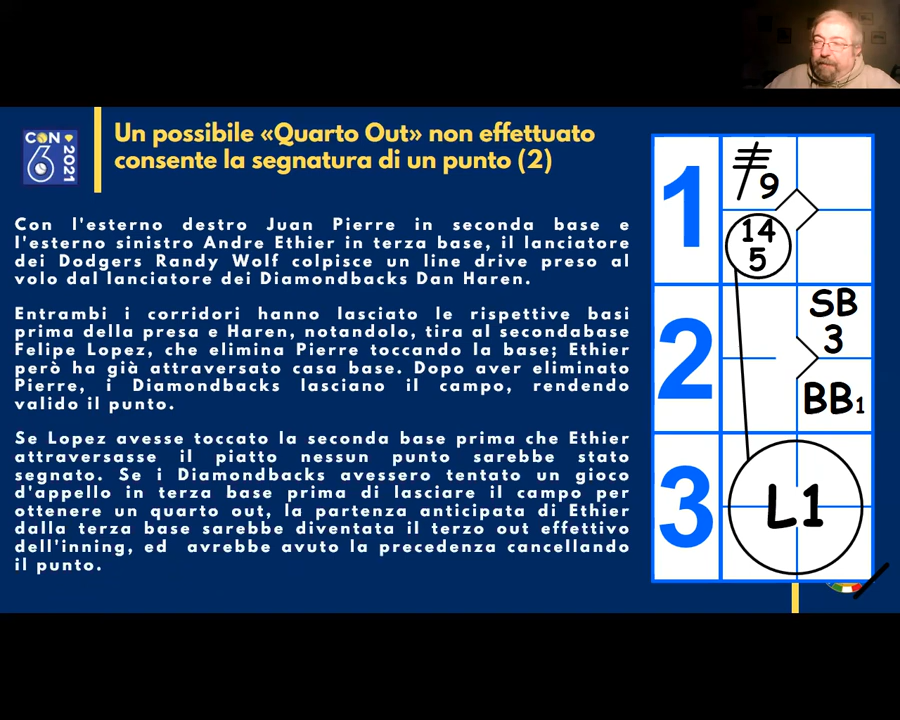 CON
6
2021
Un possibile «Quarto Out» non effettuato
consente la segnatura di un punto (2)
Con l'esterno destro Juan Pierre in seconda base e
l'esterno sinistro Andre Ethier in terza base, il lanciatore
dei Dodgers Randy Wolf colpisce un line drive preso al
volo dal lanciatore dei Diamondbacks Dan Haren.
Entrambi i corridori hanno lasciato le rispettive basi
prima della presa e Haren, notandolo, tira al secondabase
Felipe Lopez, che elimina Pierre toccando la base; Ethier
però ha già attraversato casa base. Dopo aver eliminato
Pierre, i Diamondbacks lasciano il campo, rendendo
valido il punto.
Se Lopez avesse toccato la seconda base prima che Ethier
attraversasse il piatto nessun punto sarebbe stato
segnato. Se i Diamondbacks avessero tentato un gioco
d'appello in terza base prima di lasciare il campo per
ottenere un quarto out, la partenza anticipata di Ethier
dalla terza base sarebbe diventata il terzo out effettivo
dell'inning, ed avrebbe avuto la precedenza cancellando
il punto.
1
9
14
5
2
SB
3
BB1
3
L1